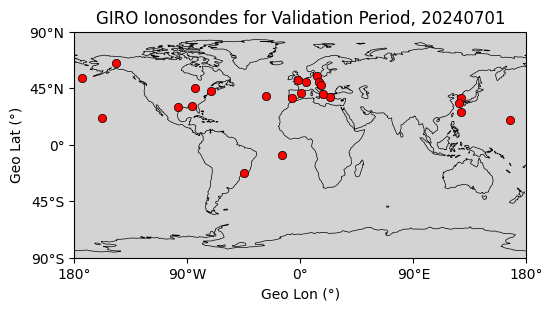 GIRO Ionosondes for Validation Period, 20240701
90°N
45°N
0°
45°S
90°S
Geo Lat (°)
180° 90°W 0° 90°E 180°
Geo Lon (°)